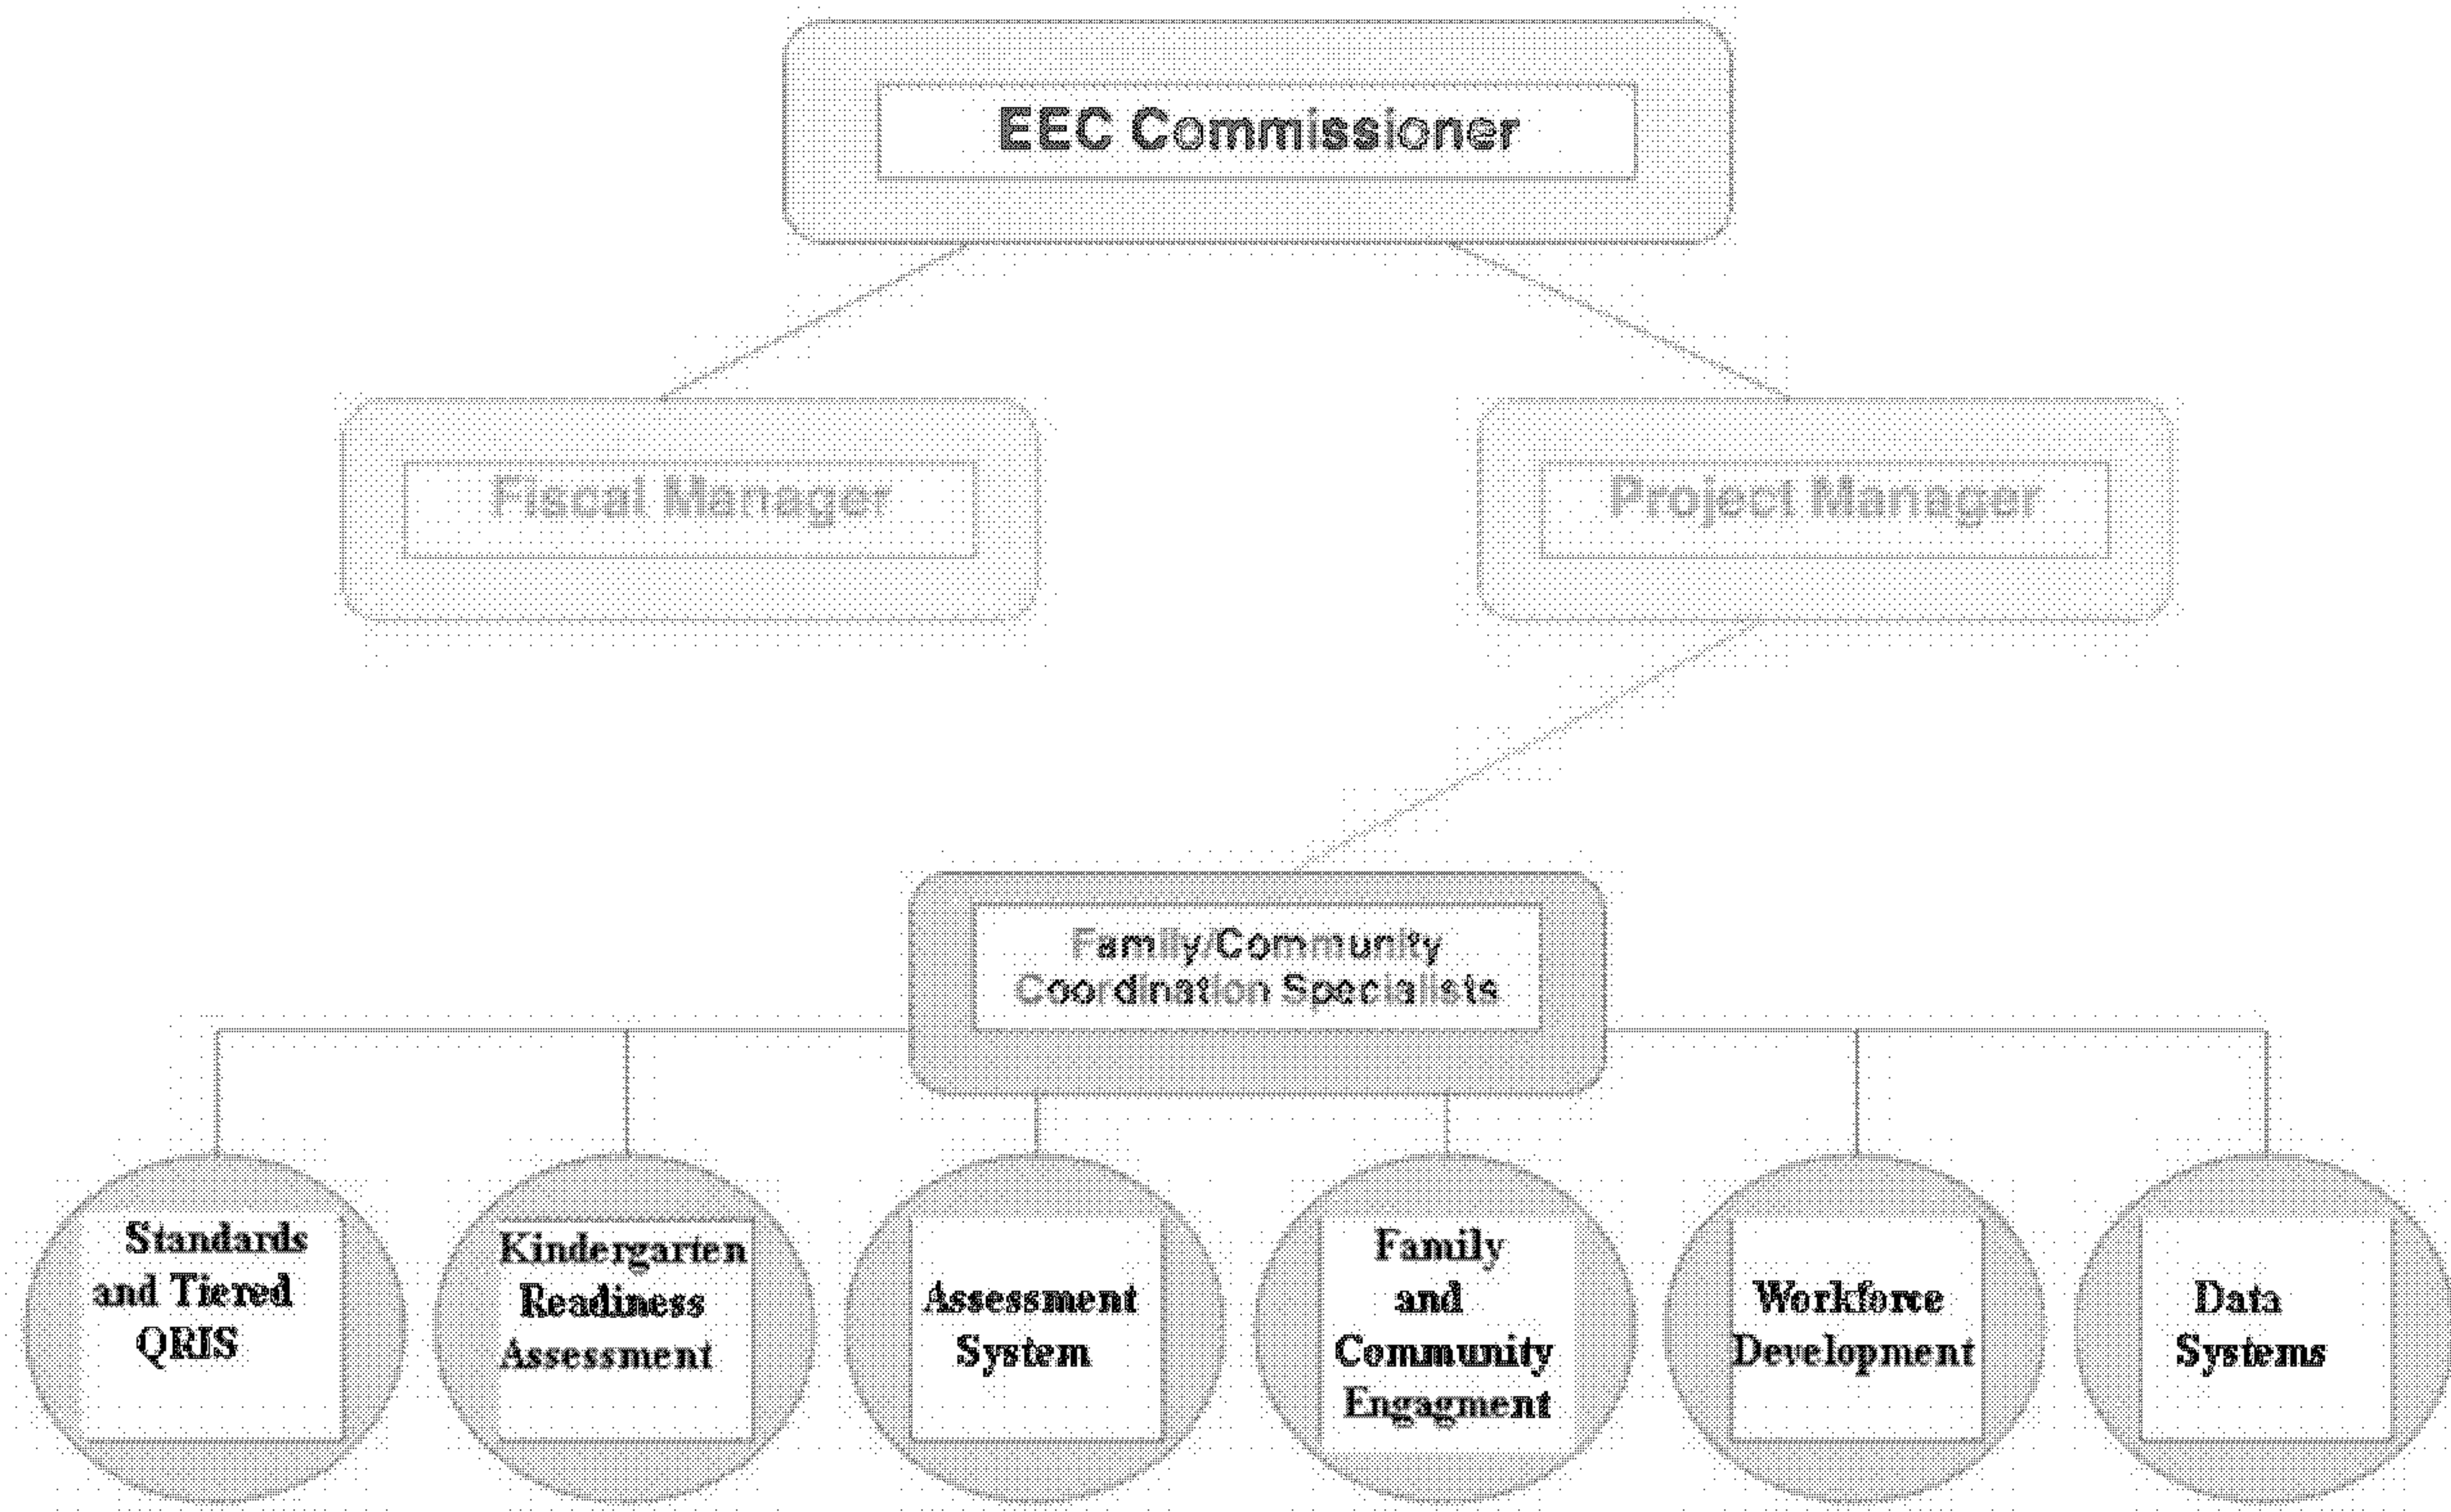 EEC Commissioner
Fiscal Manager
Project Manager
Family/Community
Coordination Specialists
Standards
and Tiered
QRIS
Kindergarten
Readiness
Assessment
Assessment
System
Family
and
Community
Engagment
Workforce
Development
Data
Systems